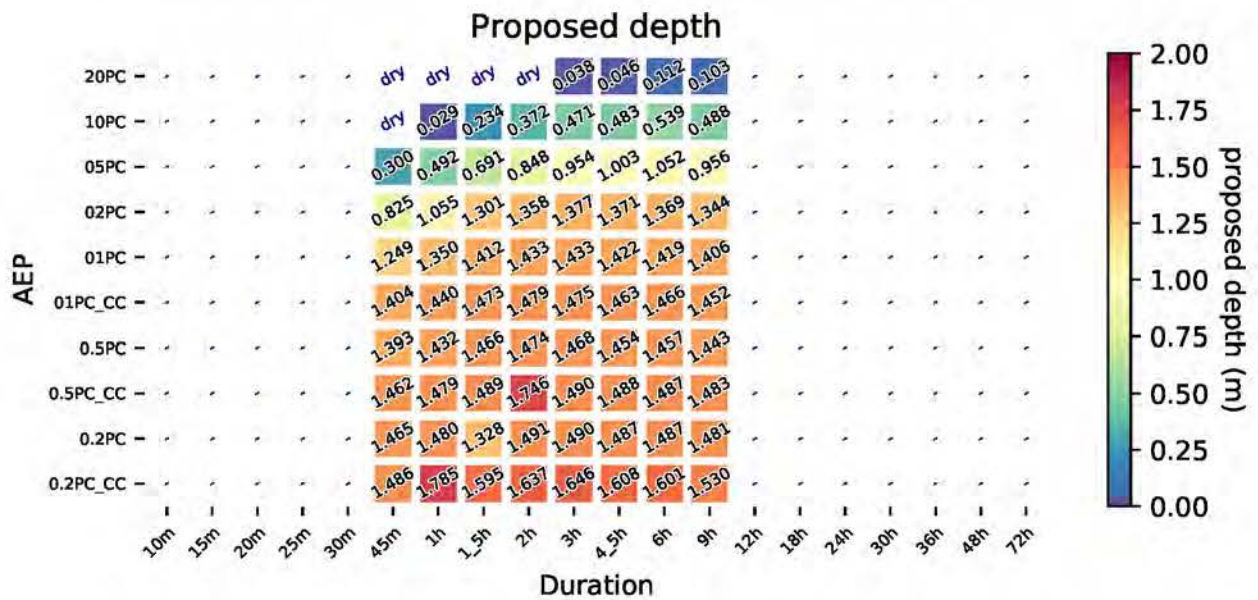 Proposed depth
20PC - - - - - dry dry dry dry 0.038 0.046 0.112 0.103 - - - - - - -
10PC - - - - - dry 0.029 0.234 0.372 0.471 0.483 0.539 0.488 - - - - - - -
05PC - - - - - 0.300 0.492 0.691 0.848 0.954 1.003 1.052 0.956 - - - - - - -
02PC - - - - - 0.825 1.055 1.301 1.358 1.377 1.371 1.369 1.344 - - - - - - -
01PC - - - - - 1.249 1.350 1.412 1.433 1.433 1.422 1.419 1.406 - - - - - - -
01PC_CC - - - - - 1.404 1.440 1.473 1.479 1.475 1.463 1.466 1.452 - - - - - - -
0.5PC - - - - - 1.393 1.432 1.466 1.474 1.468 1.454 1.457 1.443 - - - - - - -
0.5PC_CC - - - - - 1.462 1.479 1.489 1.746 1.490 1.488 1.487 1.483 - - - - - - -
0.2PC - - - - - 1.465 1.480 1.328 1.491 1.490 1.487 1.487 1.481 - - - - - - -
0.2PC_CC - - - - - 1.486 1.785 1.595 1.637 1.646 1.608 1.601 1.530 - - - - - - -
10m 15m 20m 25m 30m 45m 1h 1_5h 2h 3h 4_5h 6h 9h 12h 18h 24h 30h 36h 48h 72h
AEP
Duration
2.00
1.75
1.50
1.25
1.00
0.75
0.50
0.25
0.00
proposed depth (m)